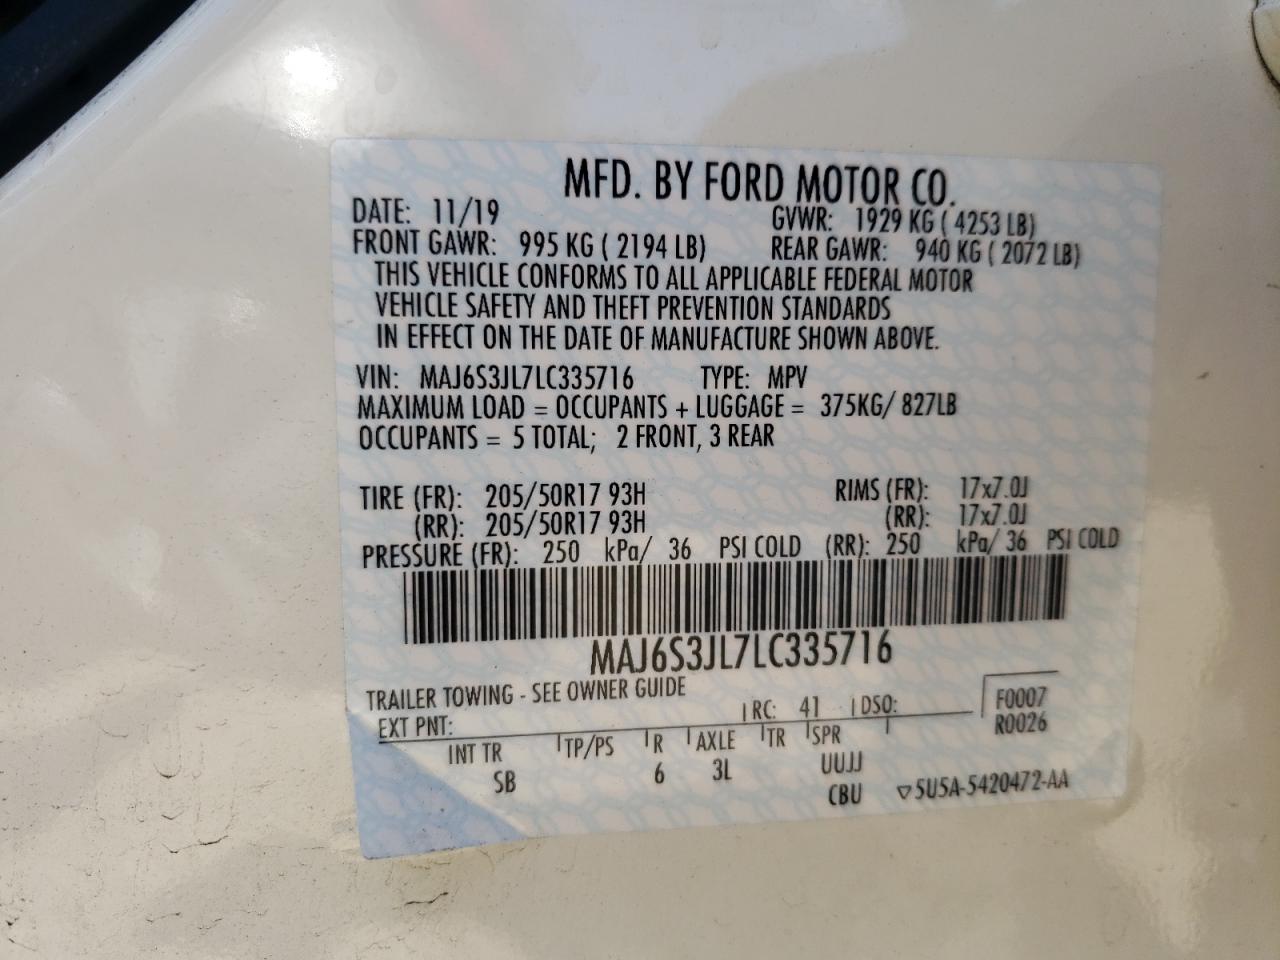 MFD. BY FORD MOTOR CO.
DATE: 11/19 GVWR: 1929 KG ( 4253 LB)
FRONT GAWR: 995 KG ( 2194 LB) REAR GAWR: 940 KG ( 2072 LB)
THIS VEHICLE CONFORMS TO ALL APPLICABLE FEDERAL MOTOR
VEHICLE SAFETY AND THEFT PREVENTION STANDARDS
IN EFFECT ON THE DATE OF MANUFACTURE SHOWN ABOVE.
VIN: MAJ6S3JL7LC335716 TYPE: MPV
MAXIMUM LOAD = OCCUPANTS + LUGGAGE = 375KG/ 827LB
OCCUPANTS = 5 TOTAL; 2 FRONT, 3 REAR
TIRE (FR): 205/50R17 93H RIMS (FR): 17x7.0J
(RR): 205/50R17 93H (RR): 17x7.0J
PRESSURE (FR): 250 kPa/ 36 PSI COLD (RR): 250 kPa/ 36 PSI COLD
MAJ6S3JL7LC335716
TRAILER TOWING - SEE OWNER GUIDE
EXT PNT: RC: 41 DSO: F0007
R0026
INT TR TP/PS R AXLE TR SPR
SB 6 3L UUJJ
CBU ▽5U5A-5420472-AA